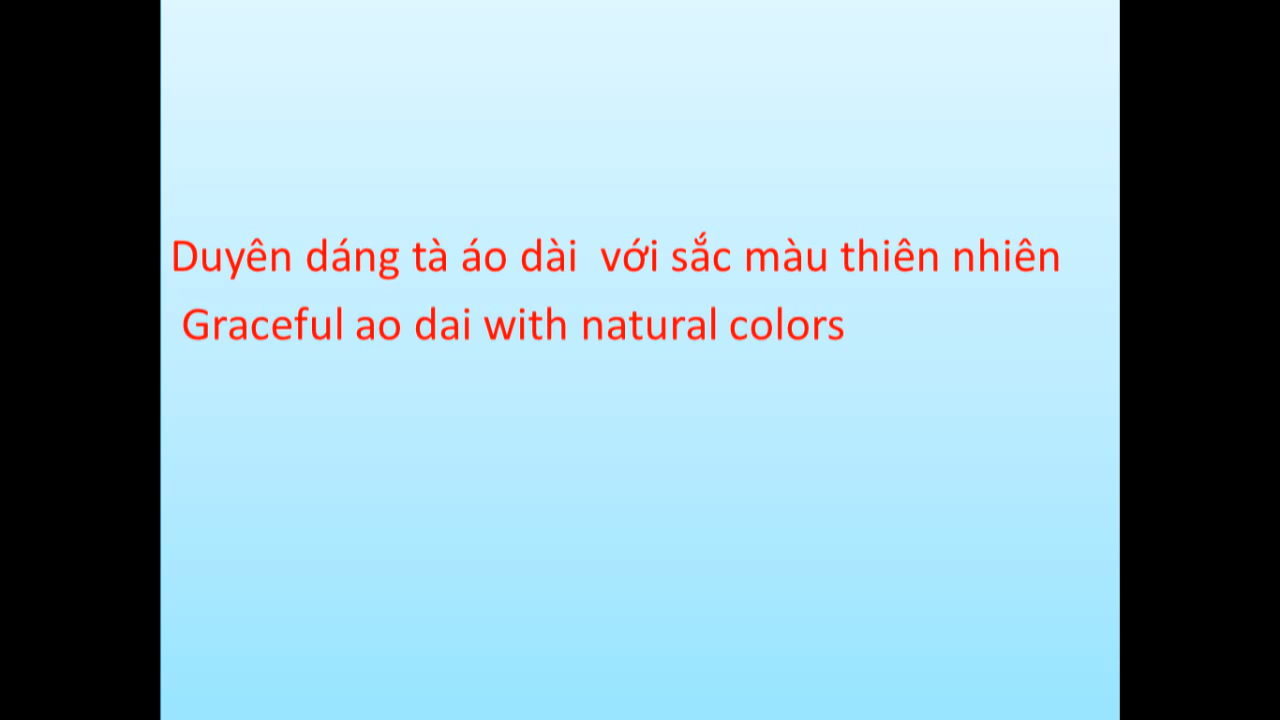 Duyên dáng tà áo dài  với sắc màu thiên nhiên
Graceful ao dai with natural colors